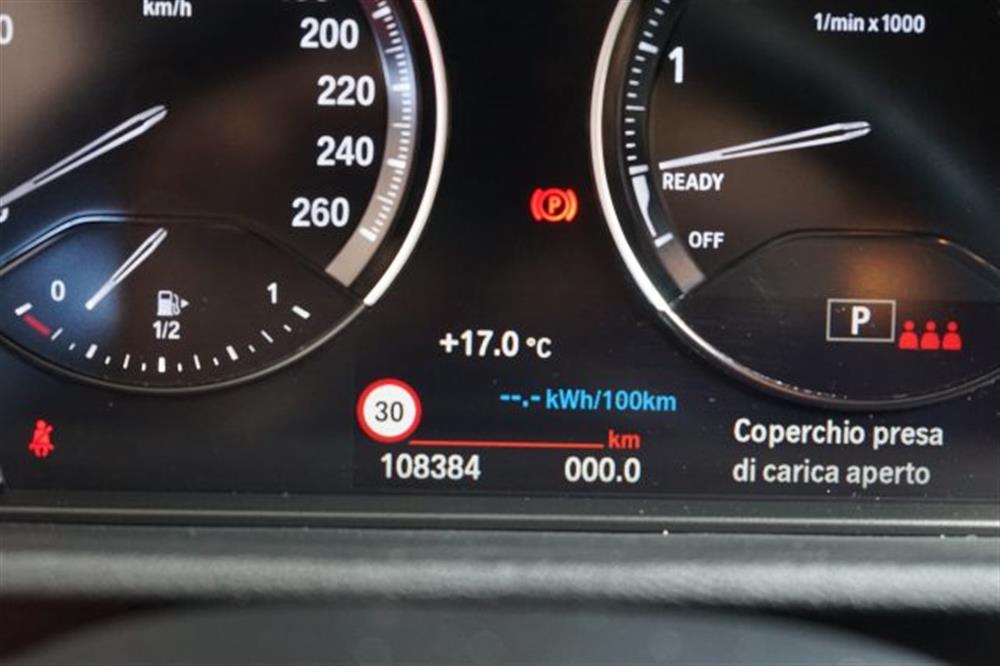 km/h
200
220
240
260
0
1
1/2
1/min x 1000
1
READY
OFF
P
P
+17.0 °C
30
--.- kWh/100km
km
108384 000.0
Coperchio presa
di carica aperto